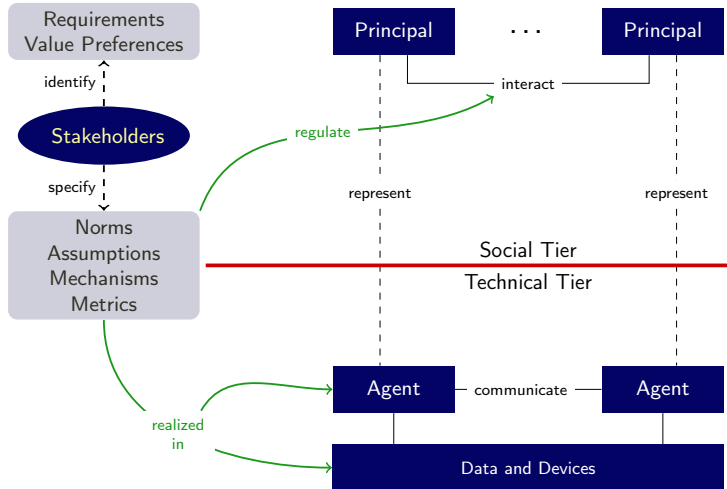 Requirements
Value Preferences
identify
Stakeholders
specify
Norms
Assumptions
Mechanisms
Metrics
Principal
...
Principal
interact
regulate
represent
represent
Social Tier
Technical Tier
Agent
communicate
Agent
realized
in
Data and Devices